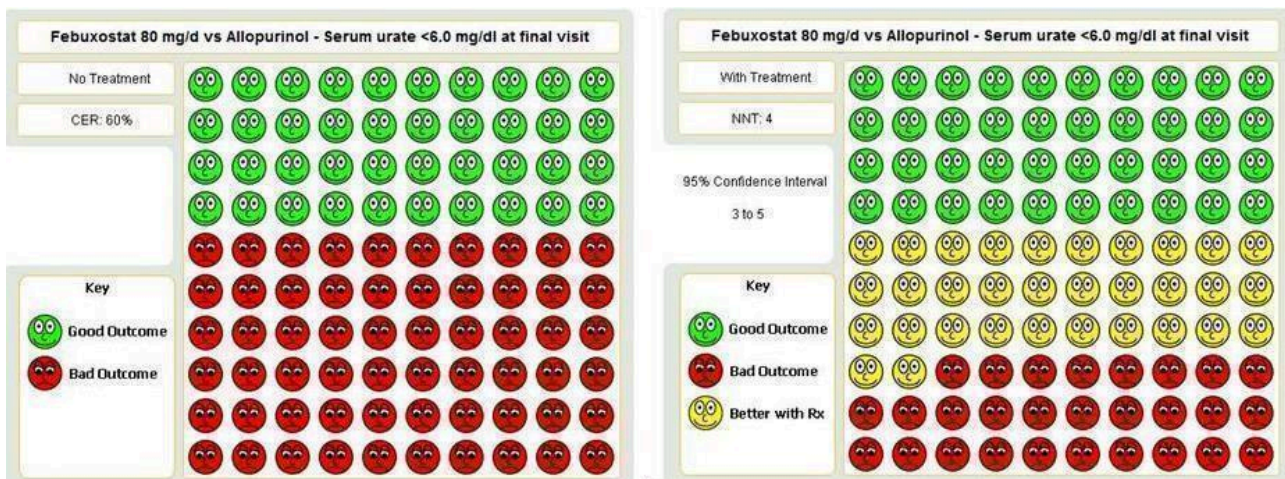 Febuxostat 80 mg/d vs Allopurinol - Serum urate <6.0 mg/dl at final visit
No Treatment
CER: 60%
Key
Good Outcome
Bad Outcome
Febuxostat 80 mg/d vs Allopurinol - Serum urate <6.0 mg/dl at final visit
With Treatment
NNT: 4
95% Confidence Interval
3 to 5
Key
Good Outcome
Bad Outcome
Better with Rx